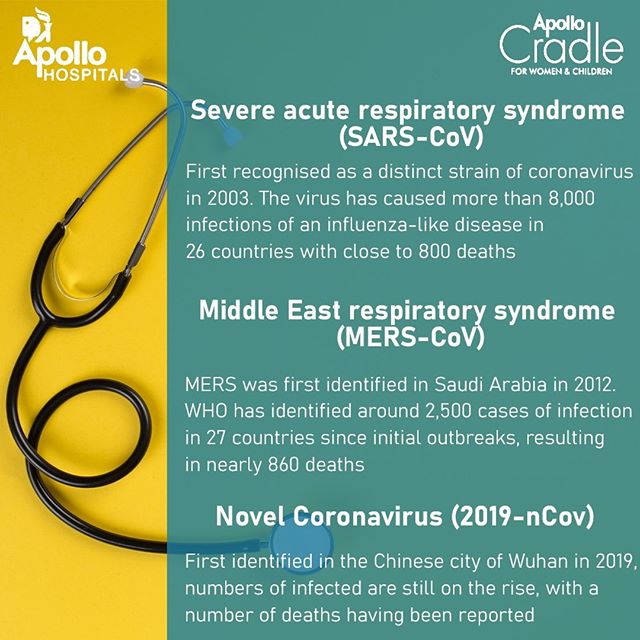 Apollo
HOSPITALS
Apollo
Cradle
FOR WOMEN & CHILDREN
Severe acute respiratory syndrome
(SARS-CoV)
First recognised as a distinct strain of coronavirus
in 2003. The virus has caused more than 8,000
infections of an influenza-like disease in
26 countries with close to 800 deaths
Middle East respiratory syndrome
(MERS-CoV)
MERS was first identified in Saudi Arabia in 2012.
WHO has identified around 2,500 cases of infection
in 27 countries since initial outbreaks, resulting
in nearly 860 deaths
Novel Coronavirus (2019-nCov)
First identified in the Chinese city of Wuhan in 2019,
numbers of infected are still on the rise, with a
number of deaths having been reported